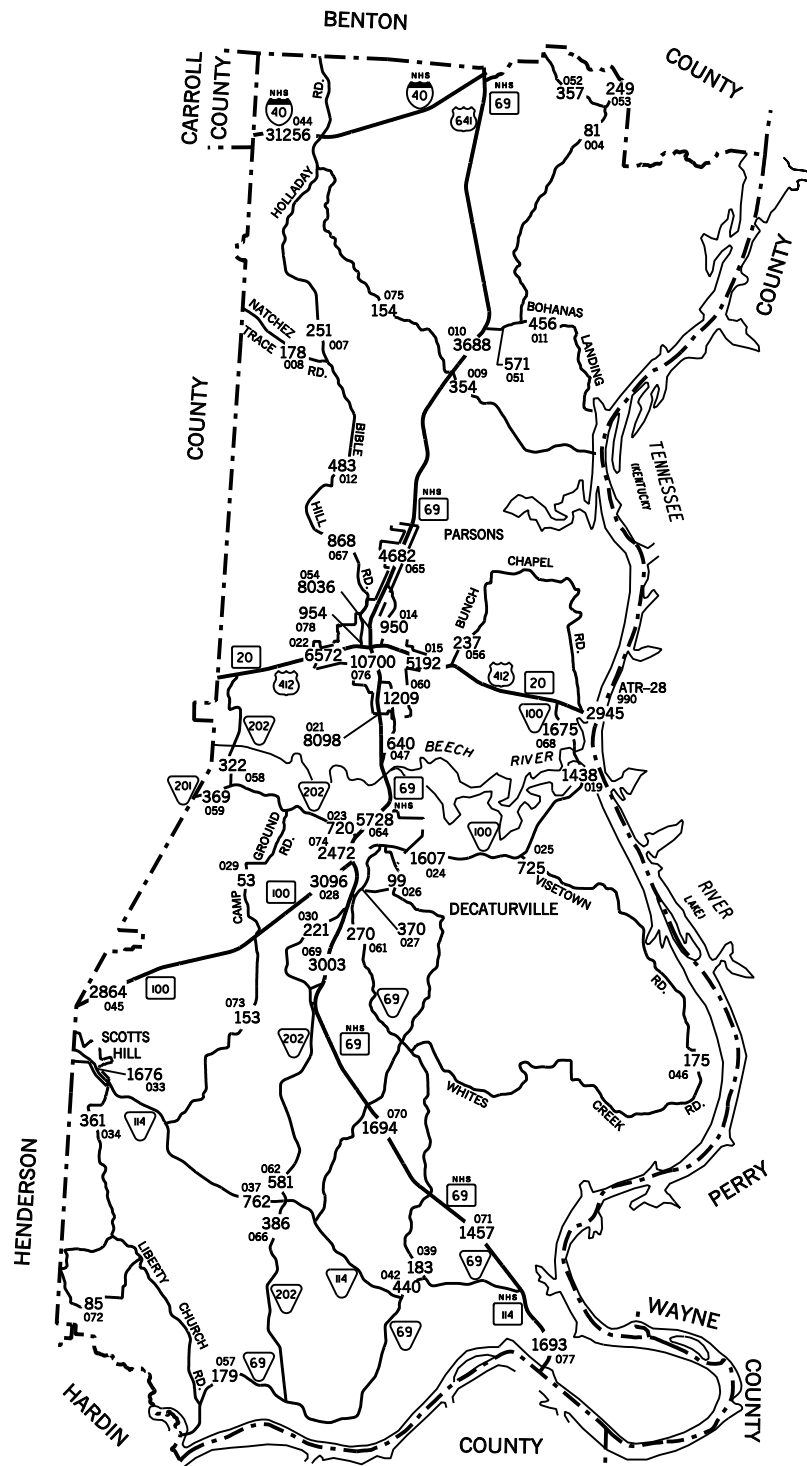 BENTON
COUNTY
CARROLL
COUNTY
NHS
40
044
31256
RD.
NHS
40
641
NHS
69
052
357
249
053
81
004
HOLLADAY
COUNTY
NATCHEZ
TRACE
RD.
178
008
251
007
075
154
010
3688
009
354
BOHANAS
456
011
571
051
LANDING
COUNTY
BIBLE
483
012
HILL
868
067
RD.
NHS
69
PARSONS
TENNESSEE
(KENTUCKY
4682
065
054
8036
954
078
014
950
CHAPEL
BUNCH
RD.
237
056
022
6572
10700
076
015
5192
060
20
412
412
20
ATR-28
990
2945
100
1675
068
1209
021
8098
640
047
BEECH
RIVER
202
322
058
201
369
059
202
69
NHS
1438
019
023
720
5728
064
074
2472
GROUND
RD.
100
1607
024
025
725
VISETOWN
029
53
CAMP
100
3096
028
99
026
DECATURVILLE
030
221
270
061
370
027
RIVER
LAKE)
069
3003
2864
045
100
073
153
202
69
NHS
69
RD.
SCOTTS
HILL
1676
033
361
034
114
WHITES
CREEK
RD.
175
046
070
1694
HENDERSON
PERRY
062
581
037
762
386
066
NHS
69
071
1457
LIBERTY
CHURCH
RD.
85
072
202
114
042
440
039
183
69
NHS
114
69
WAYNE
COUNTY
1693
077
057
179
69
HARDIN
COUNTY